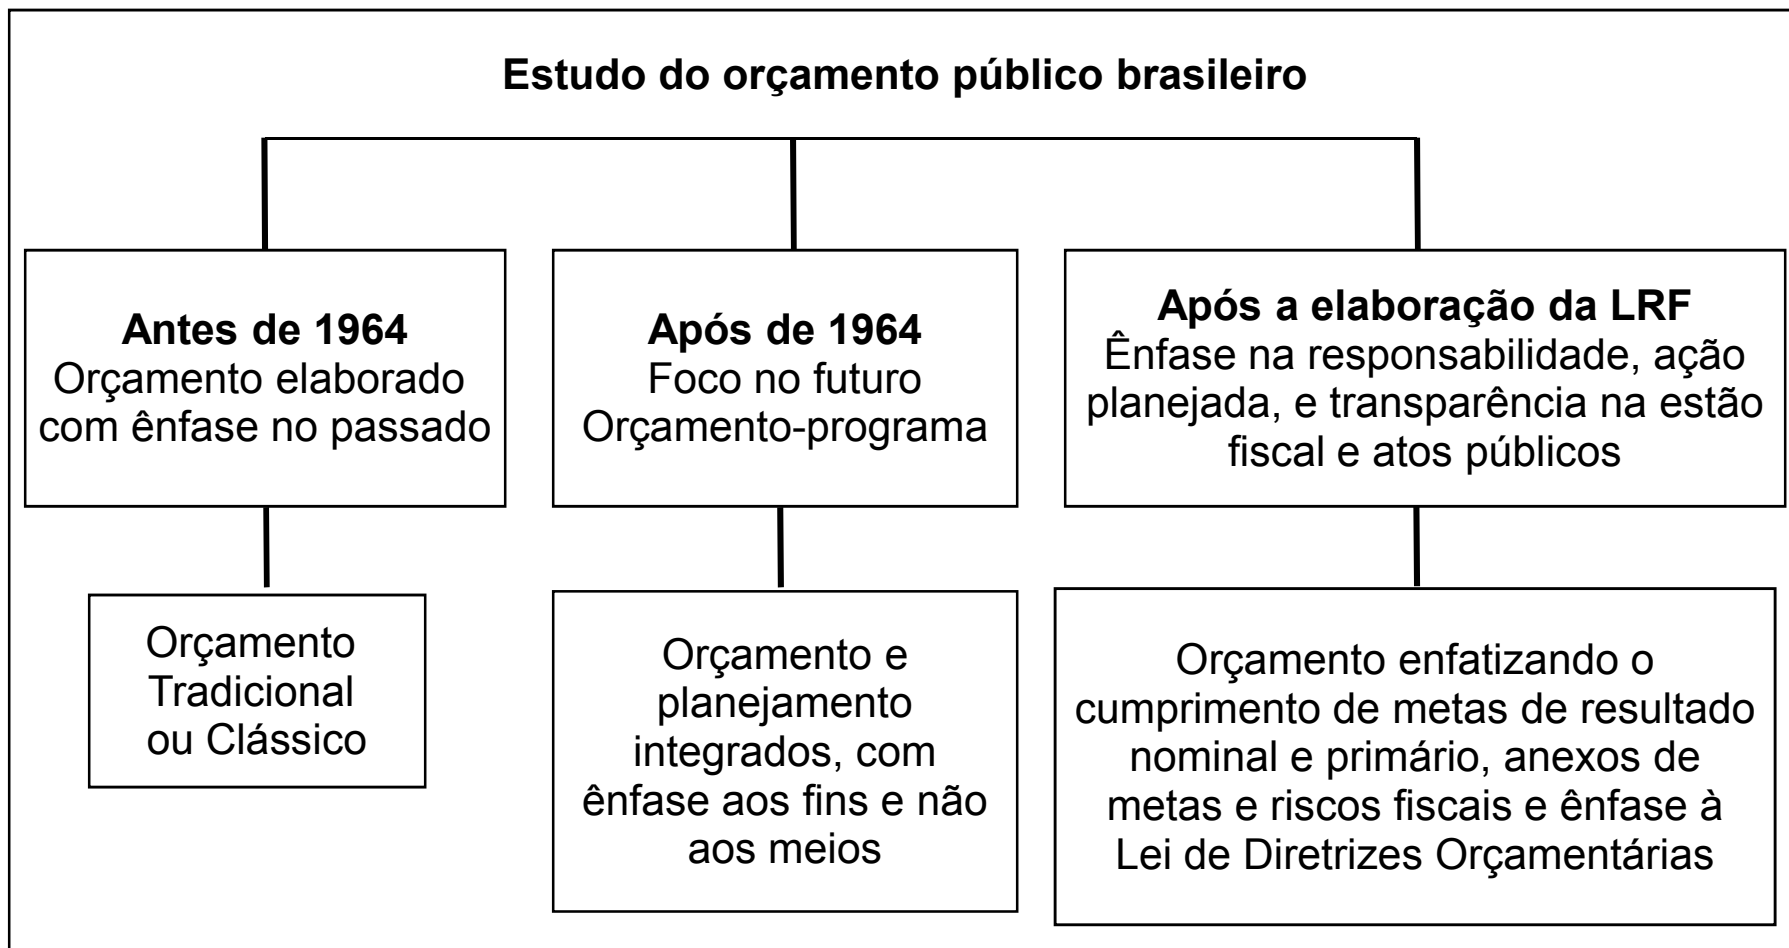 Estudo do orçamento público brasileiro
Antes de 1964
Orçamento elaborado
com ênfase no passado
Após de 1964
Foco no futuro
Orçamento-programa
Após a elaboração da LRF
Ênfase na responsabilidade, ação
planejada, e transparência na estão
fiscal e atos públicos
Orçamento
Tradicional
ou Clássico
Orçamento e
planejamento
integrados, com
ênfase aos fins e não
aos meios
Orçamento enfatizando o
cumprimento de metas de resultado
nominal e primário, anexos de
metas e riscos fiscais e ênfase à
Lei de Diretrizes Orçamentárias